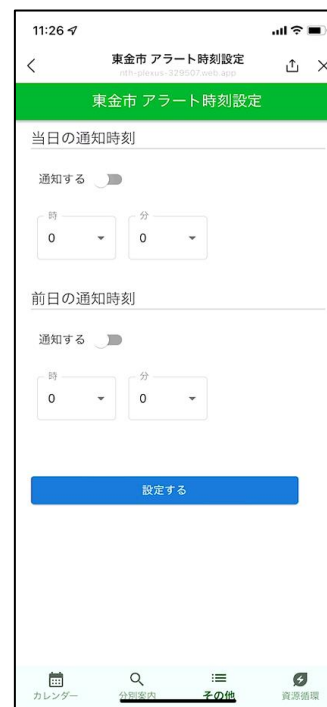 11:26
東金市 アラート時刻設定
nth-plexus-329507.web.app
東金市 アラート時刻設定
当日の通知時刻
通知する
時 分
0 0
前日の通知時刻
通知する
時 分
0 0
設定する
カレンダー 分別案内 その他 資源循環